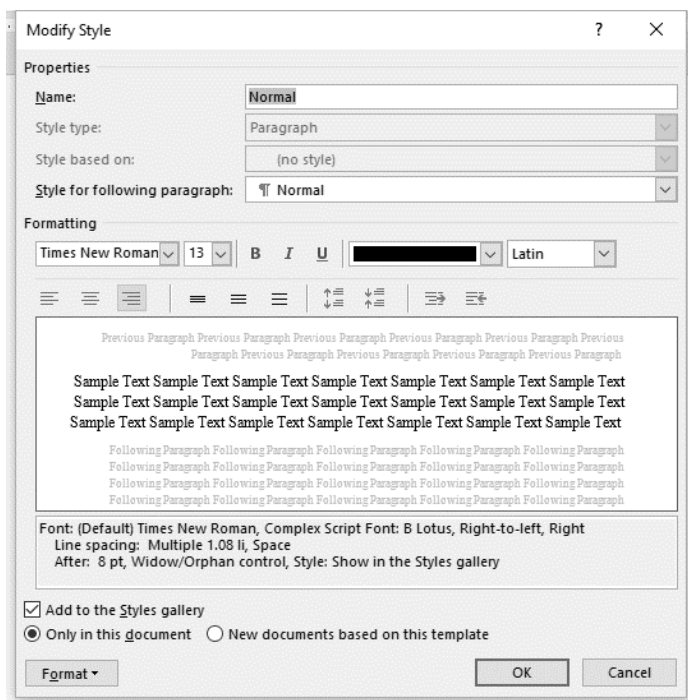 Modify Style ?
Properties
Name: Normal
Style type: Paragraph
Style based on: (no style)
Style for following paragraph: ¶ Normal
Formatting
Times New Roman 13 B I U Latin
Previous Paragraph Previous Paragraph Previous Paragraph Previous Paragraph Previous Paragraph Previous
Paragraph Previous Paragraph Previous Paragraph Previous Paragraph Previous Paragraph
Sample Text Sample Text Sample Text Sample Text Sample Text Sample Text Sample Text
Sample Text Sample Text Sample Text Sample Text Sample Text Sample Text Sample Text
Sample Text Sample Text Sample Text Sample Text Sample Text Sample Text Sample Text
Following Paragraph Following Paragraph Following Paragraph Following Paragraph Following Paragraph
Following Paragraph Following Paragraph Following Paragraph Following Paragraph Following Paragraph
Following Paragraph Following Paragraph Following Paragraph Following Paragraph Following Paragraph
Following Paragraph Following Paragraph Following Paragraph Following Paragraph Following Paragraph
Font: (Default) Times New Roman, Complex Script Font: B Lotus, Right-to-left, Right
Line spacing: Multiple 1.08 li, Space
After: 8 pt, Widow/Orphan control, Style: Show in the Styles gallery
Add to the Styles gallery
Only in this document New documents based on this template
Format OK Cancel